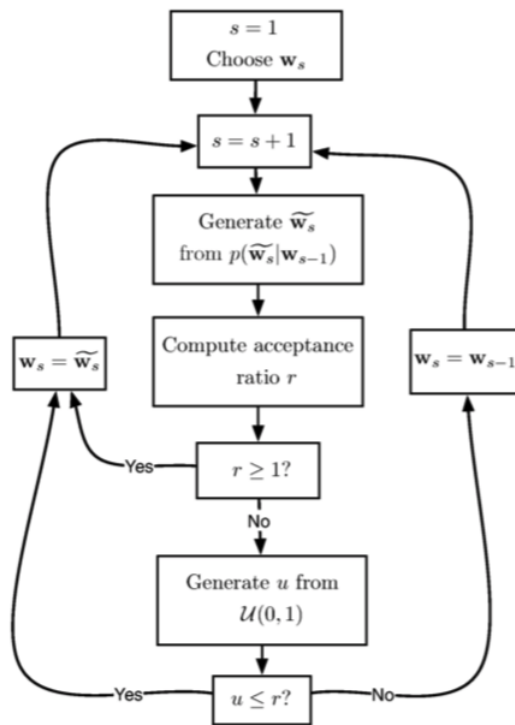 s = 1
Choose w_s
s = s + 1
Generate w̃_s
from p(w̃_s|w_{s−1})
Compute acceptance
ratio r
w_s = w̃_s
w_s = w_{s−1}
Yes
r ≥ 1?
No
Generate u from
𝒰(0, 1)
Yes
u ≤ r?
No